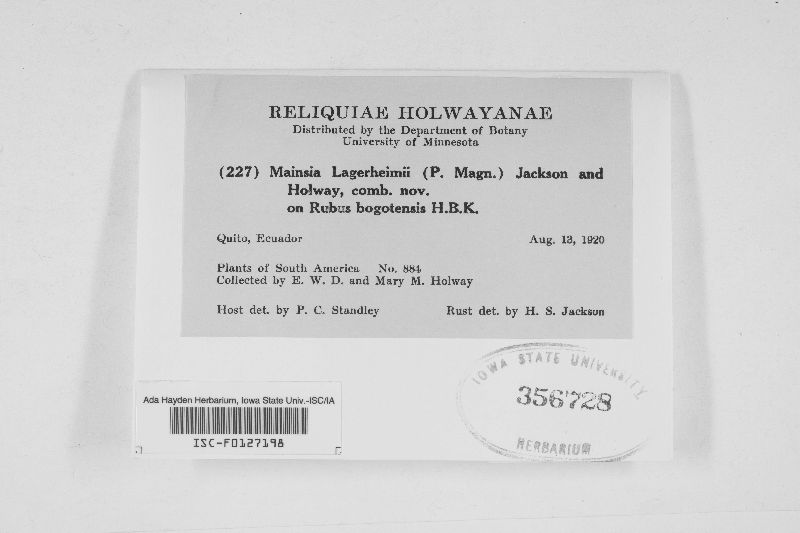 RELIQUIAE HOLWAYANAE
Distributed by the Department of Botany
University of Minnesota
(227) Mainsia Lagerheimii (P. Magn.) Jackson and
Holway, comb. nov.
on Rubus bogotensis H.B.K.
Quito, Ecuador Aug. 13, 1920
Plants of South America No. 884
Collected by E. W. D. and Mary M. Holway
Host det. by P. C. Standley Rust det. by H. S. Jackson
IOWA STATE UNIVERSITY
356728
HERBARIUM
Ada Hayden Herbarium, Iowa State Univ.-ISC/IA
ISC-F0127198